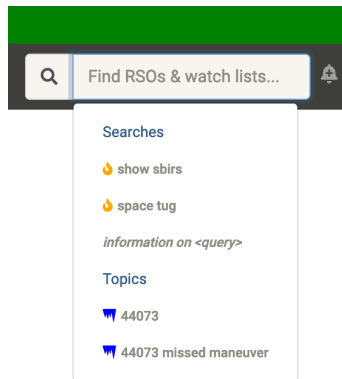 Find RSOs & watch lists...
Searches
show sbirs
space tug
information on <query>
Topics
44073
44073 missed maneuver